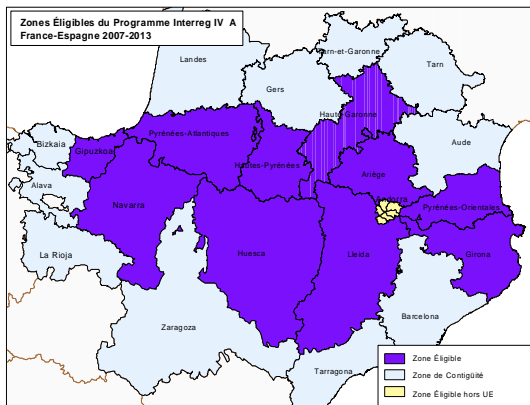 Zones Éligibles du Programme Interreg IV A
France-Espagne 2007-2013
Landes
Tarn-et-Garonne
Tarn
Gers
Haute-Garonne
Pyrénées-Atlantiques
Bizkaia
Gipuzkoa
Aude
Hautes-Pyrénées
Ariège
Alava
Andorra
Navarra
Pyrénées-Orientales
La Rioja
Huesca
Lleida
Girona
Zaragoza
Barcelona
Tarragona
Zone Éligible
Zone de Contigüité
Zone Éligible hors UE